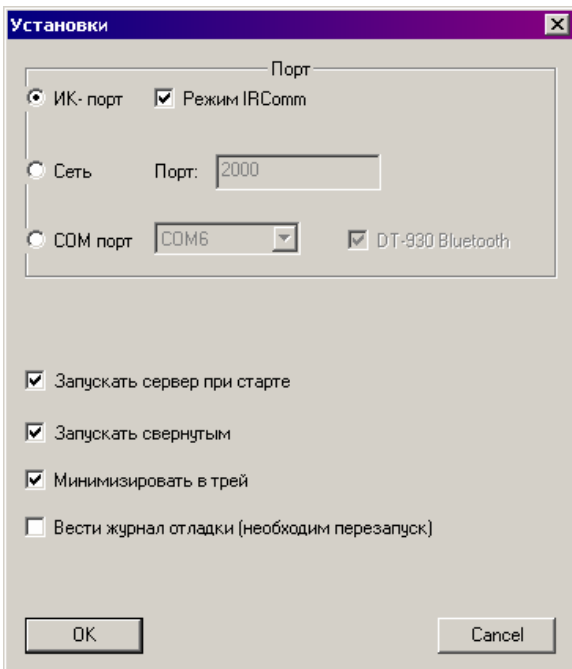 Установки
Порт
ИК- порт Режим IRComm
Сеть Порт: 2000
COM порт COM6 DT-930 Bluetooth
Запускать сервер при старте
Запускать свернутым
Минимизировать в трей
Вести журнал отладки (необходим перезапуск)
OK Cancel